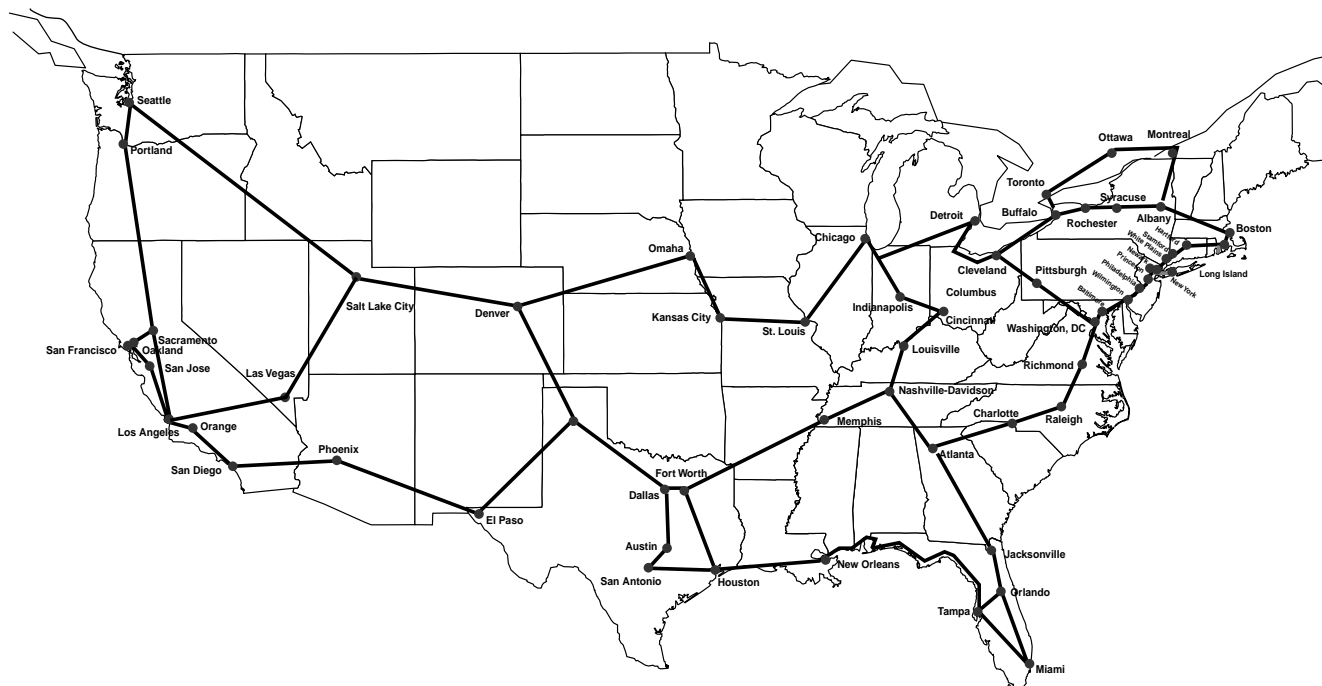 Seattle
Portland
Ottawa
Montreal
Toronto
Syracuse
Buffalo
Detroit
Albany
Rochester
Boston
Hartford
Stamford
White Plains
Newark
Princeton
Philadelphia
Wilmington
Baltimore
Long Island
New York
Chicago
Omaha
Cleveland
Pittsburgh
Salt Lake City
Denver
Columbus
Indianapolis
Cincinnati
Kansas City
St. Louis
Washington, DC
Sacramento
San Francisco
Oakland
San Jose
Louisville
Richmond
Las Vegas
Nashville-Davidson
Charlotte
Raleigh
Memphis
Orange
Los Angeles
Phoenix
San Diego
Atlanta
Fort Worth
Dallas
El Paso
Austin
Jacksonville
New Orleans
San Antonio
Houston
Orlando
Tampa
Miami